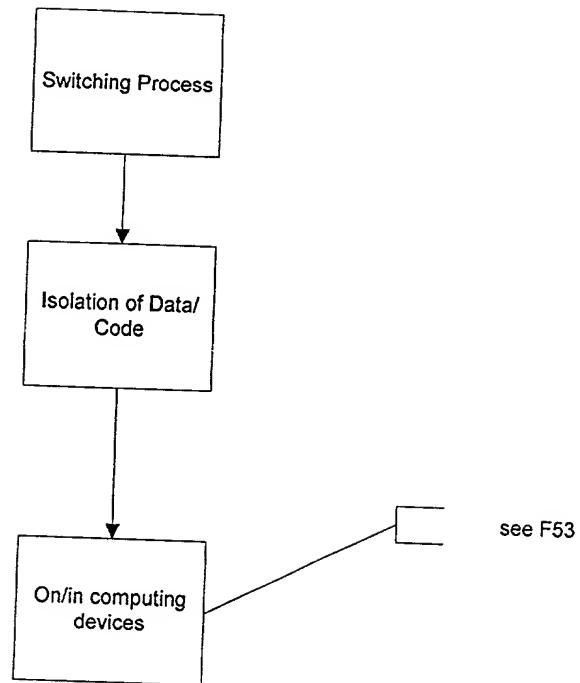 Switching Process
Isolation of Data/
Code
On/in computing
devices
see F53